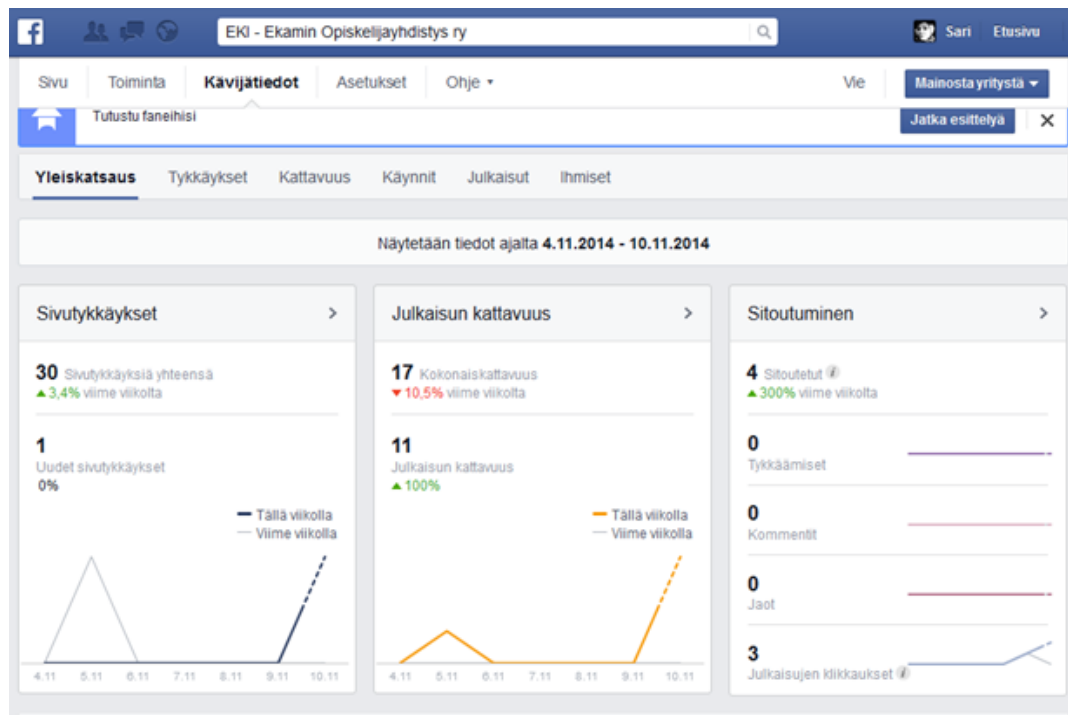 f EKI - Ekamin Opiskelijayhdistys ry Sari Etusivu
Sivu Toiminta Kävijätiedot Asetukset Ohje Vie Mainosta yritystä
Tutustu faneihisi Jatka esittelyä
Yleiskatsaus Tykkäykset Kattavuus Käynnit Julkaisut Ihmiset
Näytetään tiedot ajalta 4.11.2014 - 10.11.2014
Sivutykkäykset
30 Sivutykkäyksiä yhteensä
3,4% viime viikolta
1
Uudet sivutykkäykset
0%
Tällä viikolla
Viime viikolla
4.11 5.11 6.11 7.11 8.11 9.11 10.11
Julkaisun kattavuus
17 Kokonaiskattavuus
10,5% viime viikolta
11
Julkaisun kattavuus
100%
Tällä viikolla
Viime viikolla
4.11 5.11 6.11 7.11 8.11 9.11 10.11
Sitoutuminen
4 Sitoutetut i
300% viime viikolta
0
Tykkäämiset
0
Kommentit
0
Jaot
3
Julkaisujen klikkaukset i